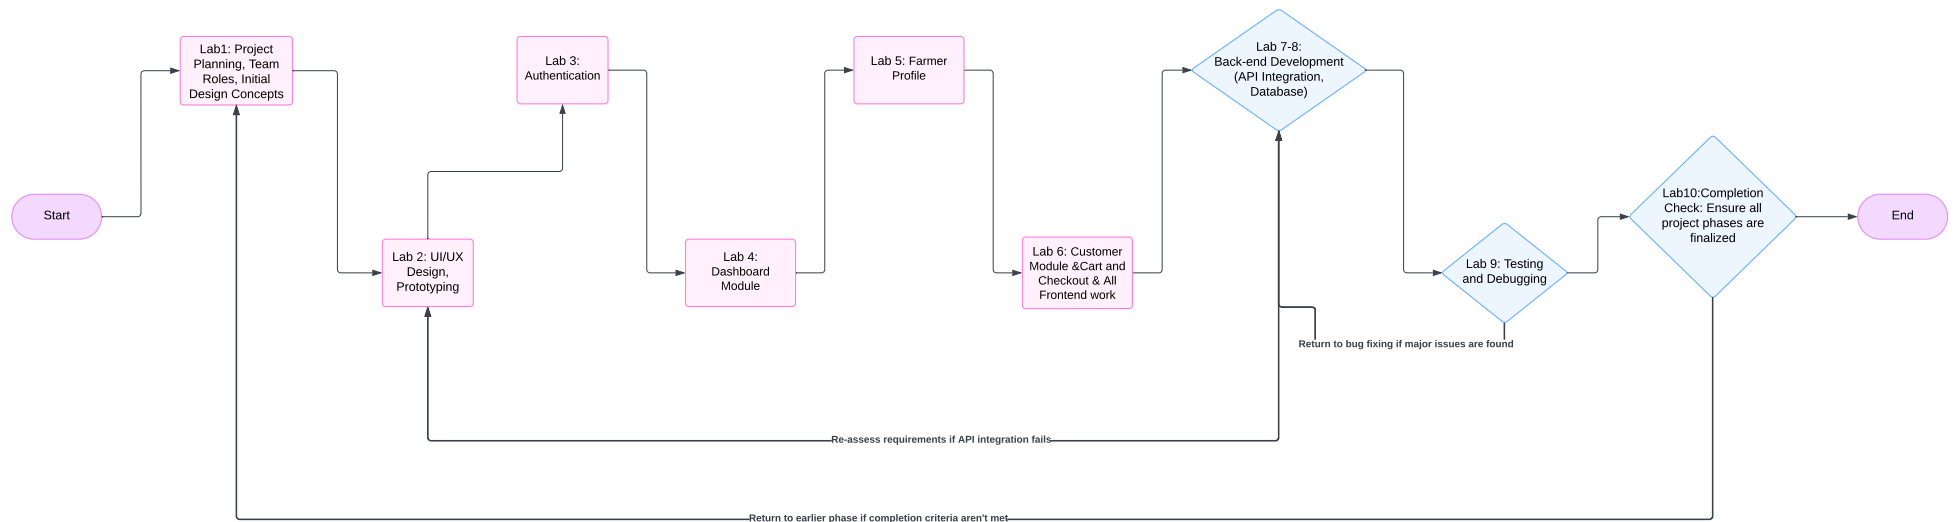 Start
Lab1: Project
Planning, Team
Roles, Initial
Design Concepts
Lab 2: UI/UX
Design,
Prototyping
Lab 3:
Authentication
Lab 4:
Dashboard
Module
Lab 5: Farmer
Profile
Lab 6: Customer
Module &Cart and
Checkout & All
Frontend work
Lab 7-8:
Back-end Development
(API Integration,
Database)
Lab 9: Testing
and Debugging
Lab10:Completion
Check: Ensure all
project phases are
finalized
End
Return to bug fixing if major issues are found
Re-assess requirements if API integration fails
Return to earlier phase if completion criteria aren't met